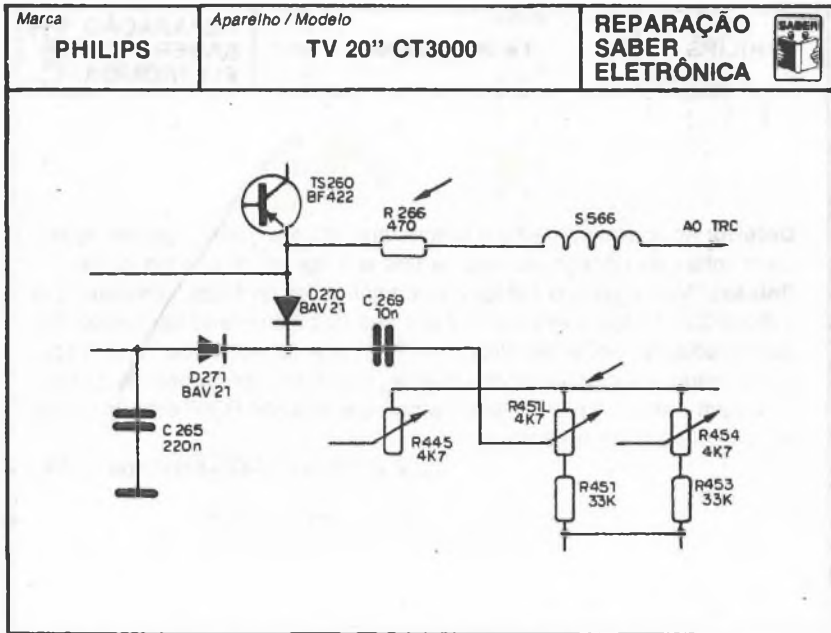 Marca
PHILIPS
Aparelho / Modelo
TV 20" CT3000
REPARAÇÃO
SABER
ELETRÔNICA
SABER
TS260
BF422
R 266
470
S 566
AO TRC
D270
BAV 21
C 269
10n
D271
BAV 21
C 265
220n
R445
4K7
R451L
4K7
R454
4K7
R451
33K
R453
33K